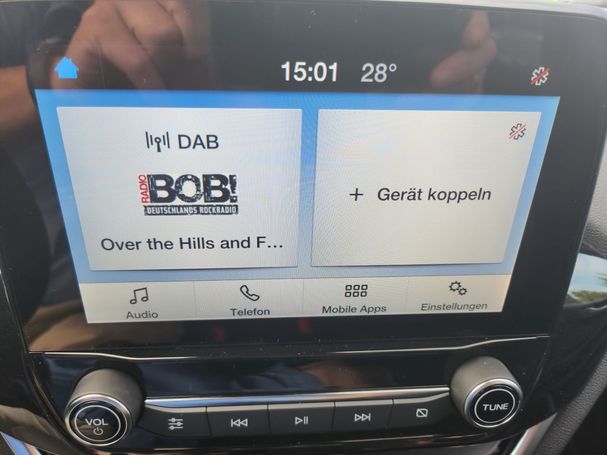 15:01 28°
DAB
RADIO BOB!
DEUTSCHLANDS ROCKRADIO
Over the Hills and F...
+ Gerät koppeln
Audio
Telefon
Mobile Apps
Einstellungen
VOL
TUNE